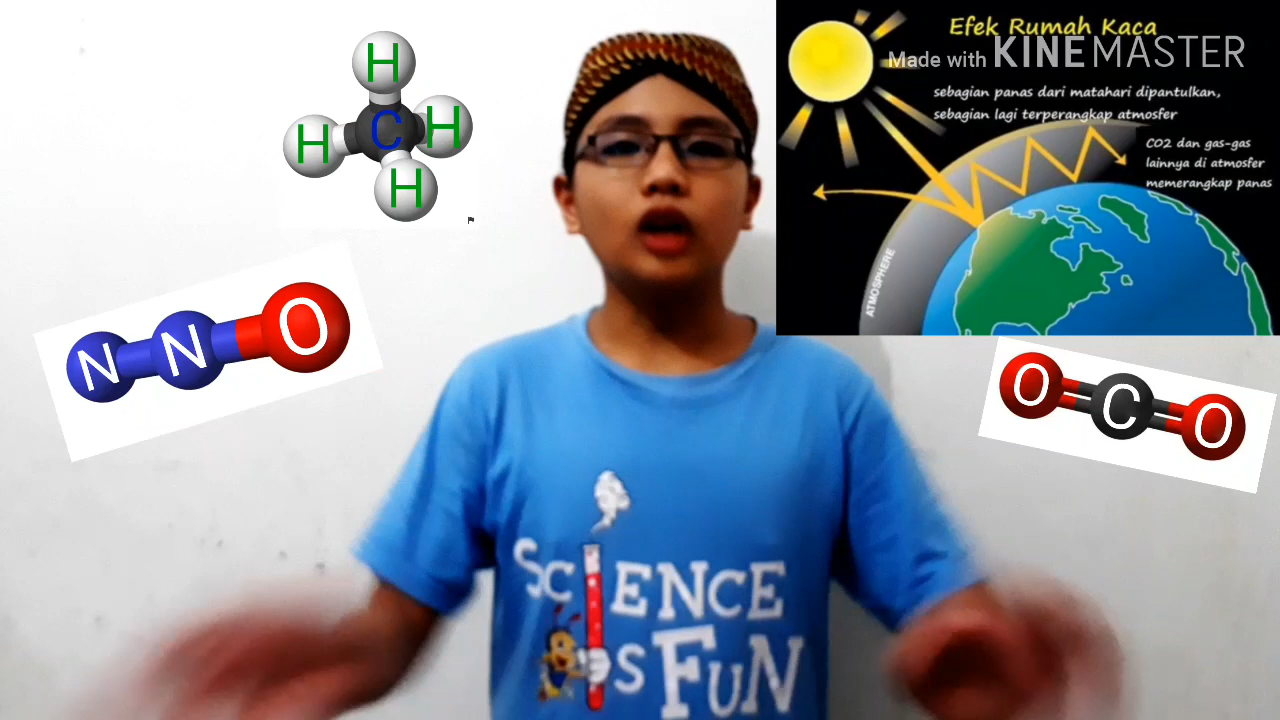 Efek Rumah Kaca
Made with KINEMASTER
sebagian panas dari matahari dipantulkan,
sebagian lagi terperangkap atmosfer
CO2 dan gas-gas
lainnya di atmosfer
memerangkap panas
ATMOSPHERE
H
H
C
H
H
N
N
O
O
C
O
SCIENCE
IS FUN